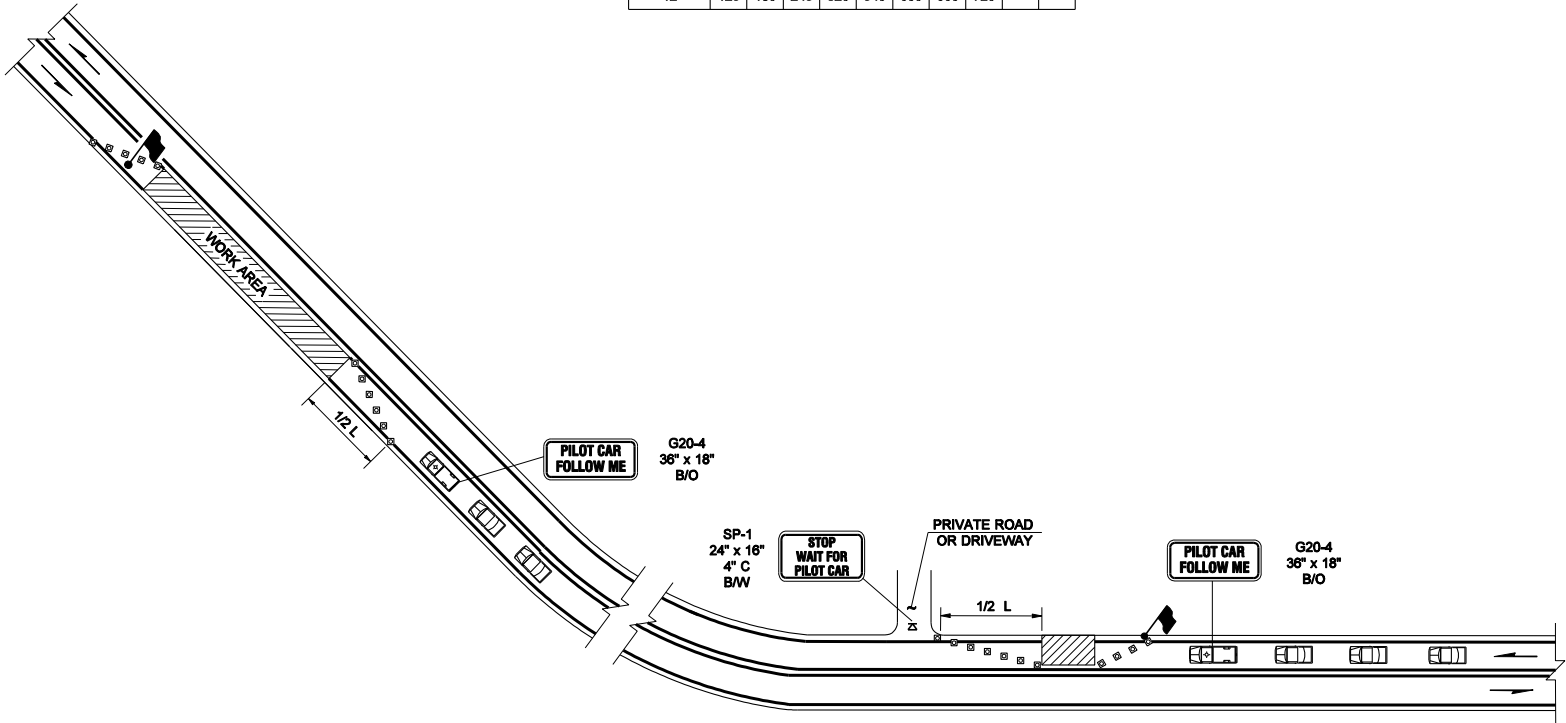 WORK AREA
1/2 L
PILOT CAR
FOLLOW ME
G20-4
36" x 18"
B/O
SP-1
24" x 16"
4" C
B/W
STOP
WAIT FOR
PILOT CAR
PRIVATE ROAD
OR DRIVEWAY
1/2 L
PILOT CAR
FOLLOW ME
G20-4
36" x 18"
B/O